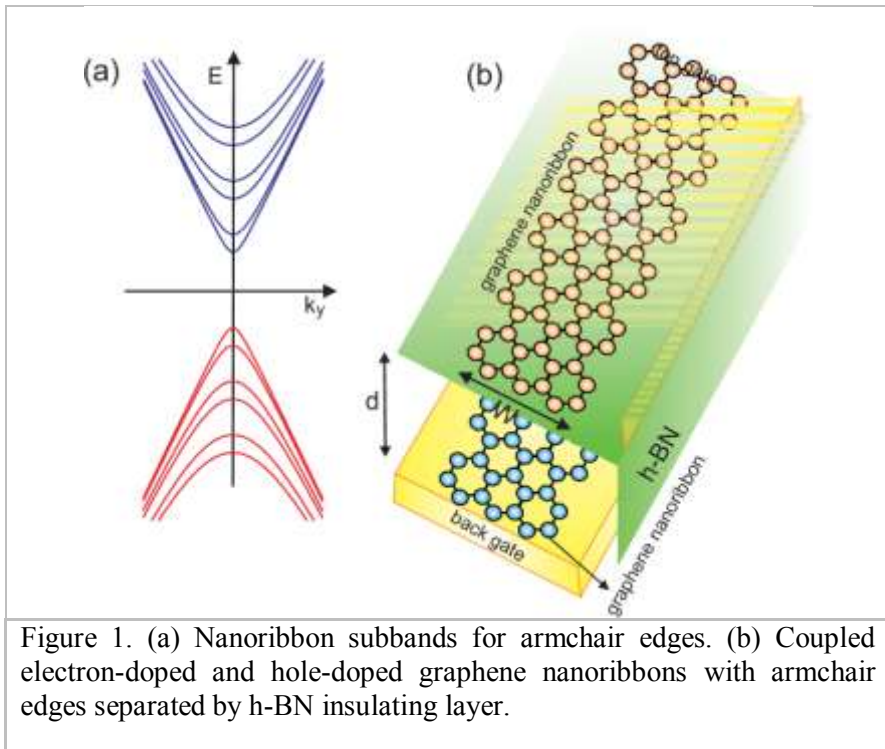 (a)
E
k_y
(b)
graphene nanoribbon
d
W
h-BN
back gate
graphene nanoribbon
Figure 1. (a) Nanoribbon subbands for armchair edges. (b) Coupled
electron-doped and hole-doped graphene nanoribbons with armchair
edges separated by h-BN insulating layer.